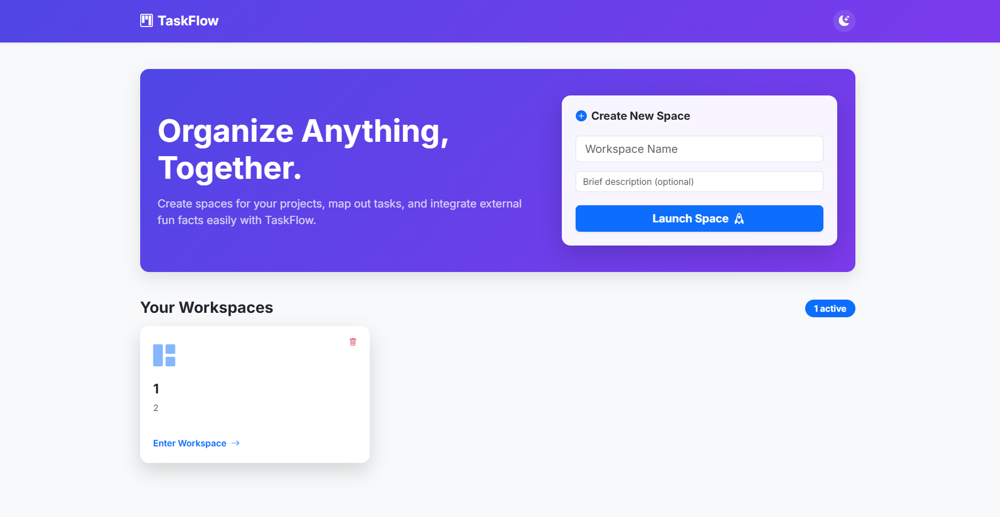 TaskFlow
Organize Anything,
Together.
Create spaces for your projects, map out tasks, and integrate external
fun facts easily with TaskFlow.
Create New Space
Workspace Name
Brief description (optional)
Launch Space
Your Workspaces
1 active
1
2
Enter Workspace →